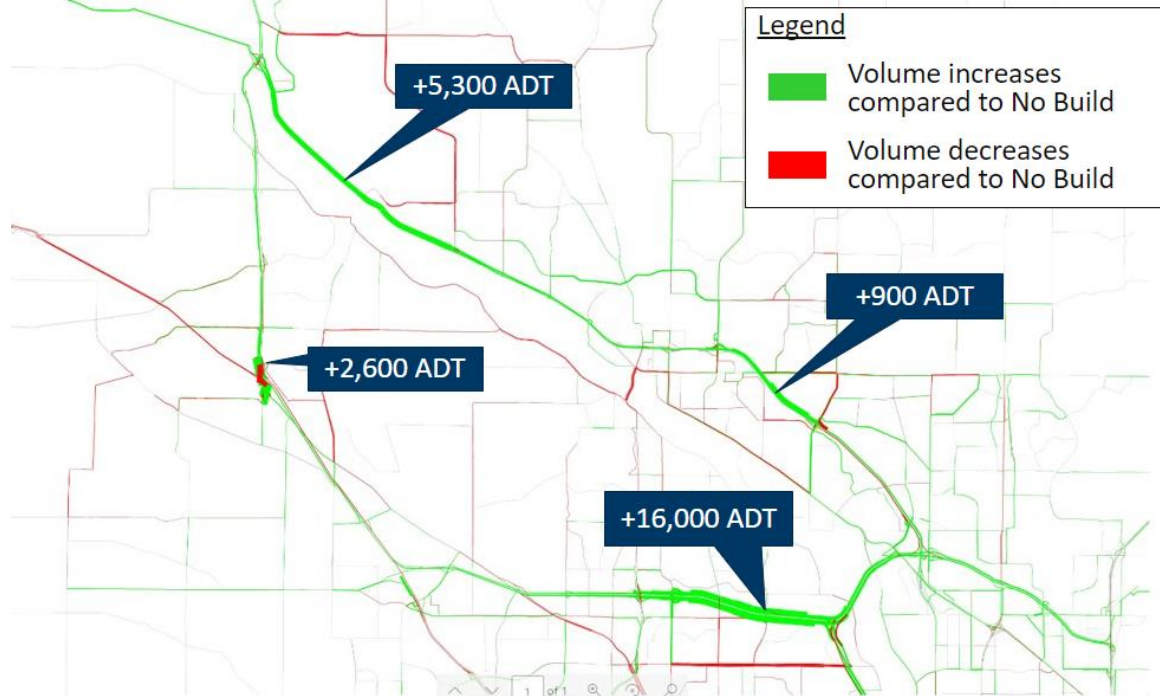 Legend
Volume increases
compared to No Build
Volume decreases
compared to No Build
+5,300 ADT
+900 ADT
+2,600 ADT
+16,000 ADT
1 of 1